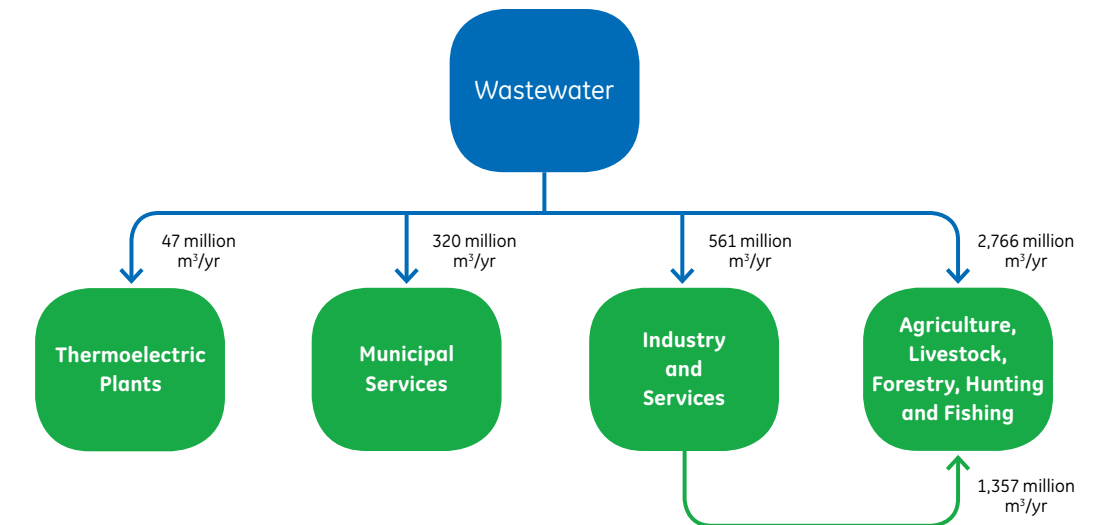 Wastewater
47 million
m³/yr
320 million
m³/yr
561 million
m³/yr
2,766 million
m³/yr
Thermoelectric
Plants
Municipal
Services
Industry
and
Services
Agriculture,
Livestock,
Forestry, Hunting
and Fishing
1,357 million
m³/yr